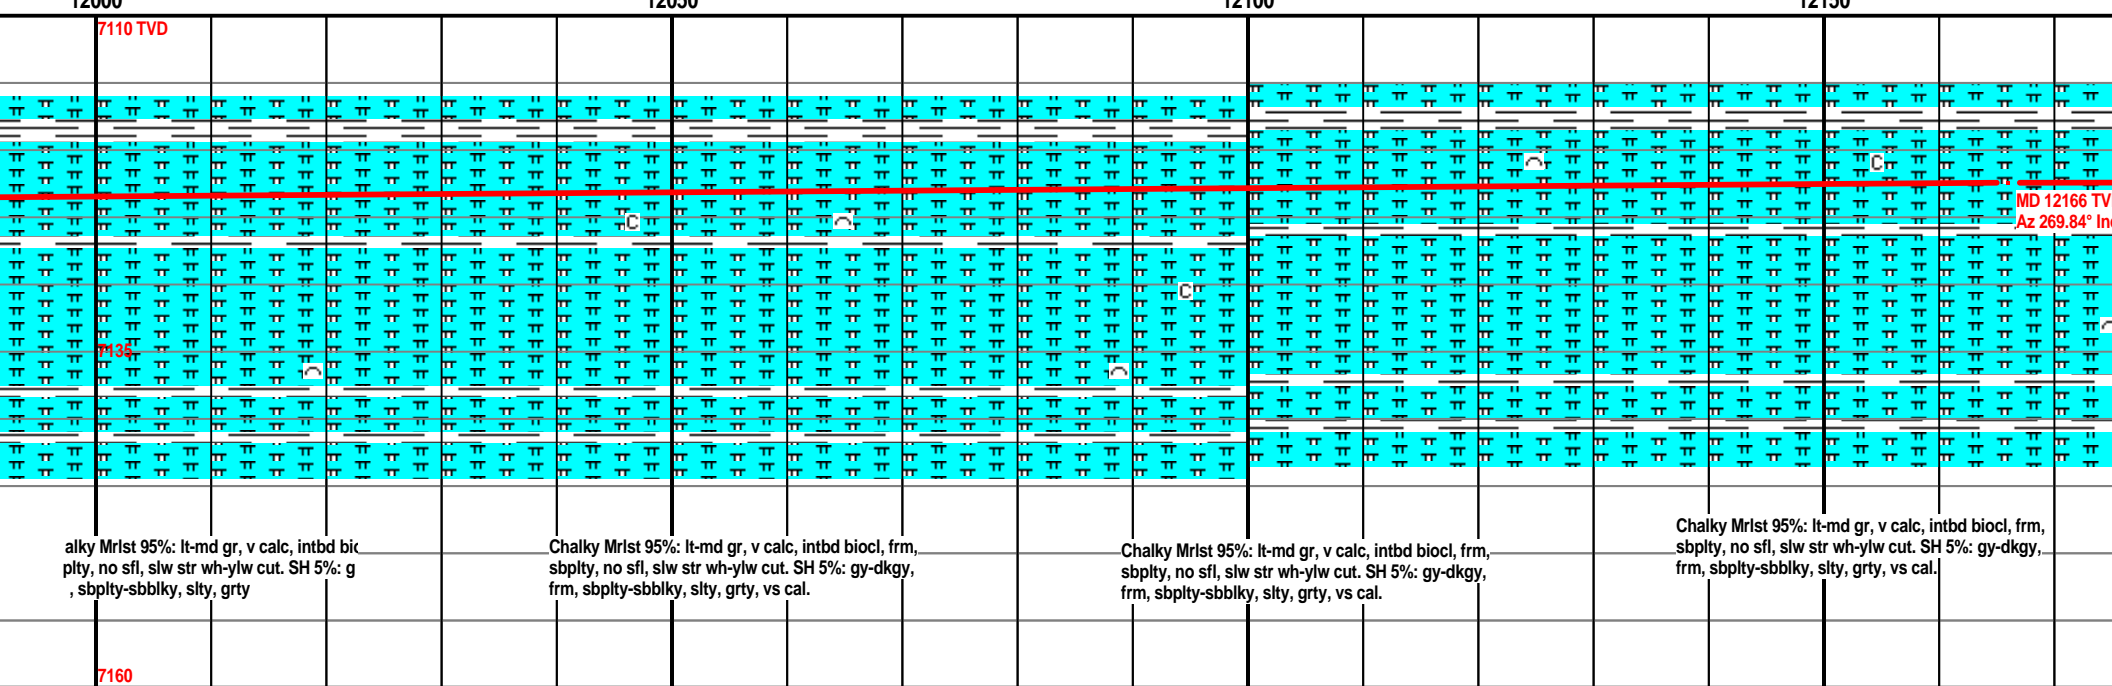 12000 12050 12100 12150
7110 TVD
C
C
C
MD 12166 TV
Az 269.84° In
7135
alky Mrlst 95%: lt-md gr, v calc, intbd bio
plty, no sfl, slw str wh-ylw cut. SH 5%: g
, sbplty-sbblky, slty, grty
Chalky Mrlst 95%: lt-md gr, v calc, intbd biocl, frm,
sbplty, no sfl, slw str wh-ylw cut. SH 5%: gy-dkgy,
frm, sbplty-sbblky, slty, grty, vs cal.
Chalky Mrlst 95%: lt-md gr, v calc, intbd biocl, frm,
sbplty, no sfl, slw str wh-ylw cut. SH 5%: gy-dkgy,
frm, sbplty-sbblky, slty, grty, vs cal.
Chalky Mrlst 95%: lt-md gr, v calc, intbd biocl, frm,
sbplty, no sfl, slw str wh-ylw cut. SH 5%: gy-dkgy,
frm, sbplty-sbblky, slty, grty, vs cal.
7160